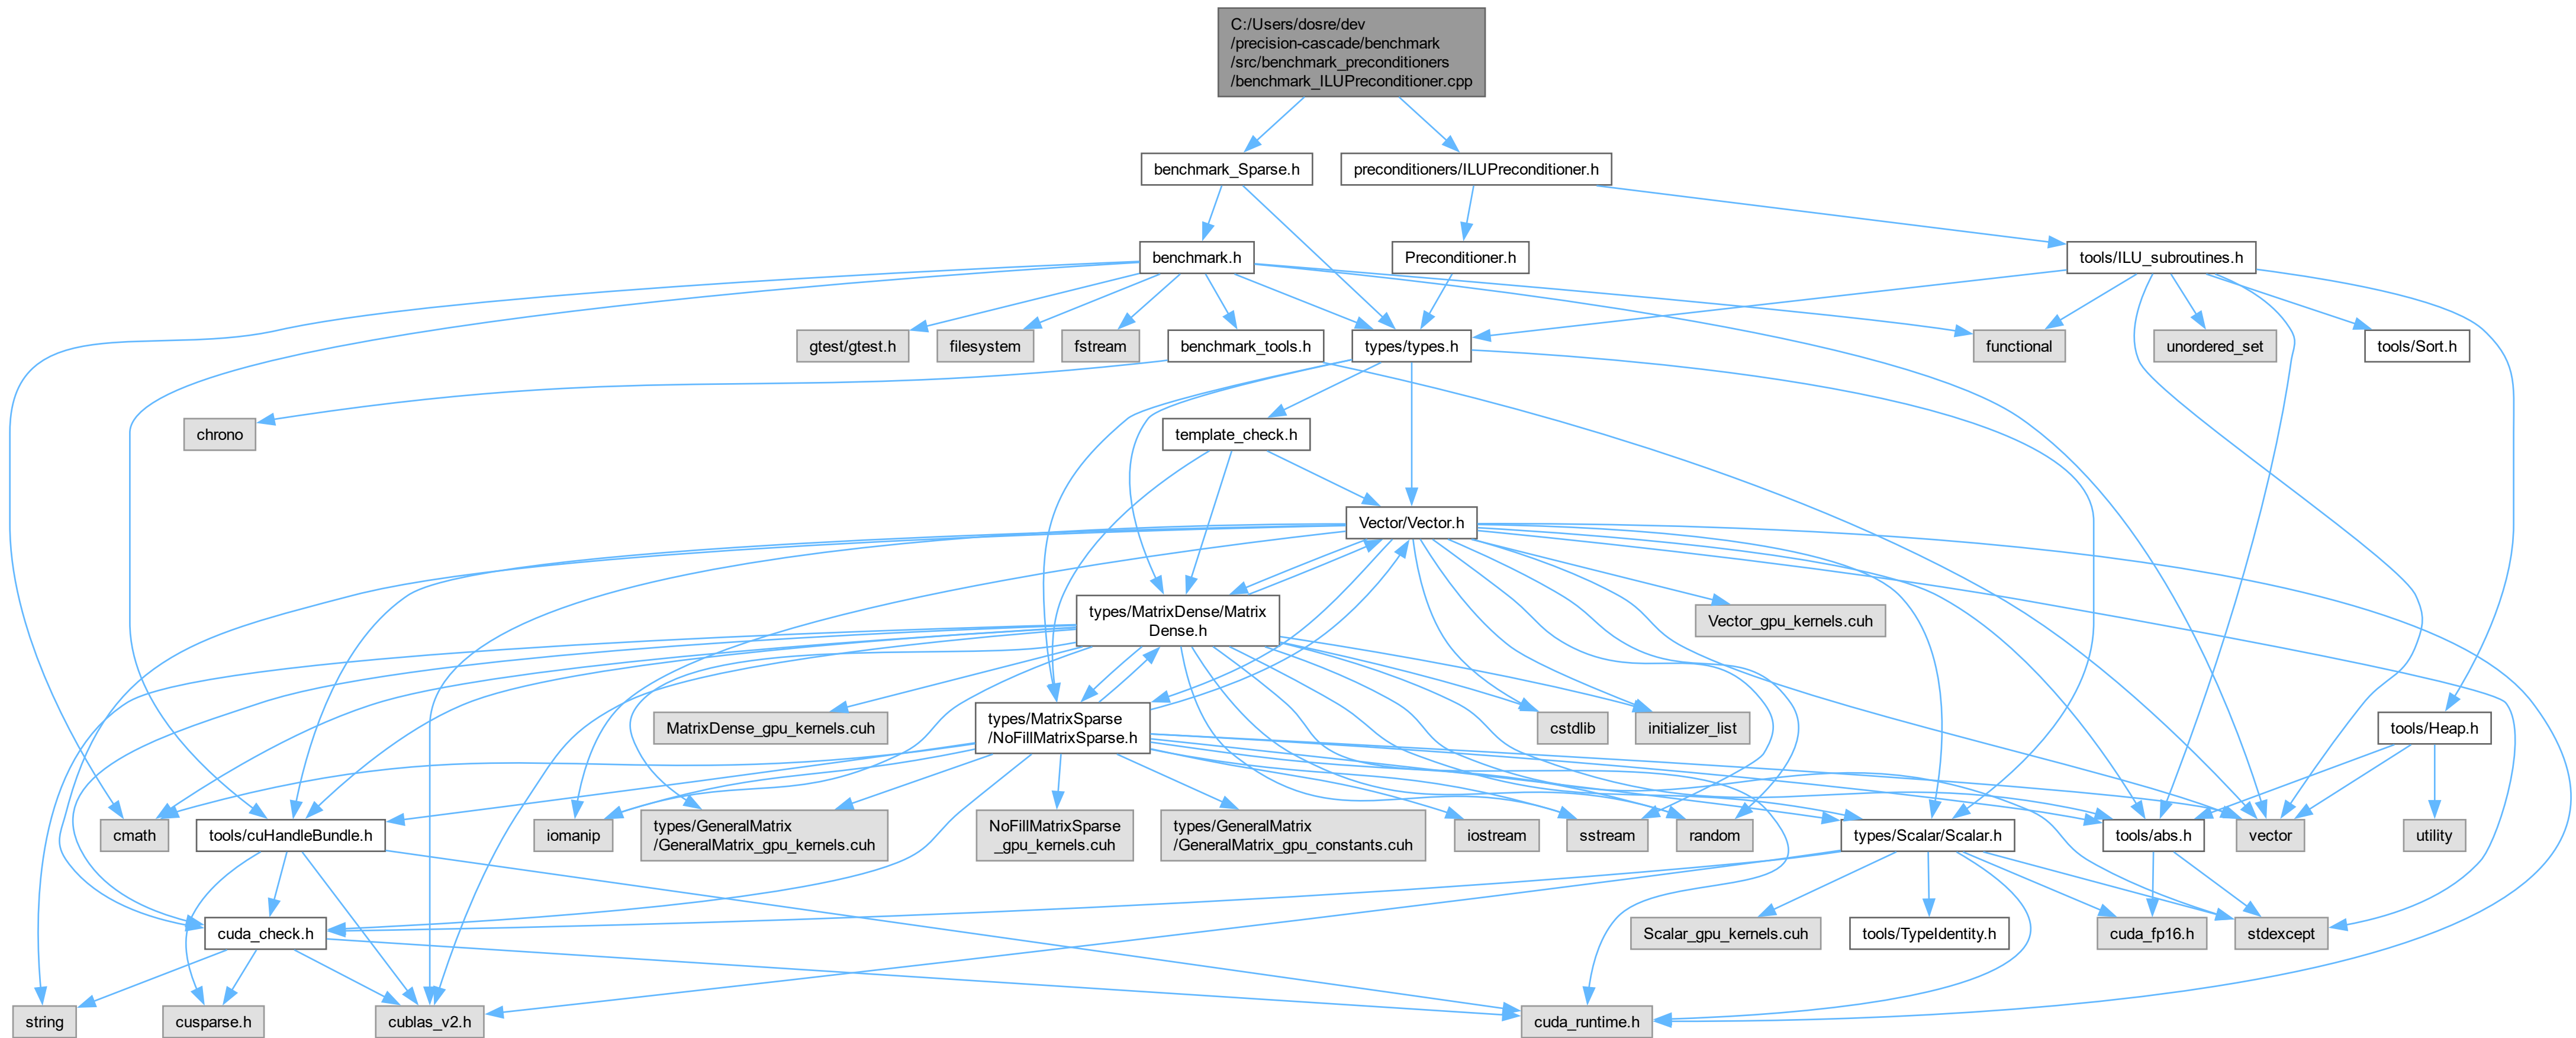 C:/Users/dosre/dev
/precision-cascade/benchmark
/src/benchmark_preconditioners
/benchmark_ILUPreconditioner.cpp
benchmark_Sparse.h
preconditioners/ILUPreconditioner.h
benchmark.h
Preconditioner.h
tools/ILU_subroutines.h
gtest/gtest.h
filesystem
fstream
benchmark_tools.h
types/types.h
functional
unordered_set
tools/Sort.h
chrono
template_check.h
Vector/Vector.h
types/MatrixDense/Matrix
Dense.h
Vector_gpu_kernels.cuh
MatrixDense_gpu_kernels.cuh
types/MatrixSparse
/NoFillMatrixSparse.h
cstdlib
initializer_list
tools/Heap.h
cmath
tools/cuHandleBundle.h
iomanip
types/GeneralMatrix
/GeneralMatrix_gpu_kernels.cuh
NoFillMatrixSparse
_gpu_kernels.cuh
types/GeneralMatrix
/GeneralMatrix_gpu_constants.cuh
iostream
sstream
random
types/Scalar/Scalar.h
tools/abs.h
vector
utility
cuda_check.h
Scalar_gpu_kernels.cuh
tools/TypeIdentity.h
cuda_fp16.h
stdexcept
string
cusparse.h
cublas_v2.h
cuda_runtime.h